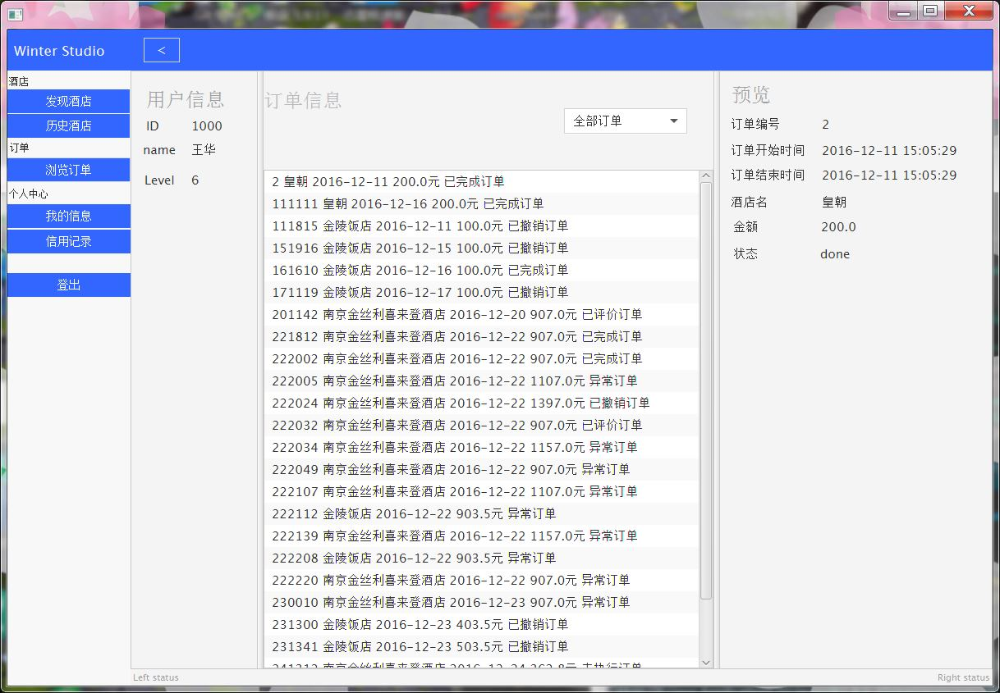 Winter Studio
<
酒店
发现酒店
历史酒店
订单
浏览订单
个人中心
我的信息
信用记录
登出
用户信息
ID 1000
name 王华
Level 6
订单信息
全部订单
2 皇朝 2016-12-11 200.0元 已完成订单
111111 皇朝 2016-12-16 200.0元 已完成订单
111815 金陵饭店 2016-12-11 100.0元 已撤销订单
151916 金陵饭店 2016-12-15 100.0元 已撤销订单
161610 金陵饭店 2016-12-16 100.0元 已完成订单
171119 金陵饭店 2016-12-17 100.0元 已撤销订单
201142 南京金丝利喜来登酒店 2016-12-20 907.0元 已评价订单
221812 南京金丝利喜来登酒店 2016-12-22 907.0元 已完成订单
222002 南京金丝利喜来登酒店 2016-12-22 907.0元 已完成订单
222005 南京金丝利喜来登酒店 2016-12-22 1107.0元 异常订单
222024 南京金丝利喜来登酒店 2016-12-22 1397.0元 已撤销订单
222032 南京金丝利喜来登酒店 2016-12-22 907.0元 已评价订单
222034 南京金丝利喜来登酒店 2016-12-22 1157.0元 异常订单
222049 南京金丝利喜来登酒店 2016-12-22 907.0元 异常订单
222107 南京金丝利喜来登酒店 2016-12-22 1107.0元 异常订单
222112 金陵饭店 2016-12-22 903.5元 异常订单
222139 南京金丝利喜来登酒店 2016-12-22 1157.0元 异常订单
222208 金陵饭店 2016-12-22 903.5元 异常订单
222220 南京金丝利喜来登酒店 2016-12-22 907.0元 异常订单
230010 南京金丝利喜来登酒店 2016-12-23 907.0元 异常订单
231300 金陵饭店 2016-12-23 403.5元 已撤销订单
231341 金陵饭店 2016-12-23 503.5元 已撤销订单
预览
订单编号 2
订单开始时间 2016-12-11 15:05:29
订单结束时间 2016-12-11 15:05:29
酒店名 皇朝
金额 200.0
状态 done
Left status
Right status